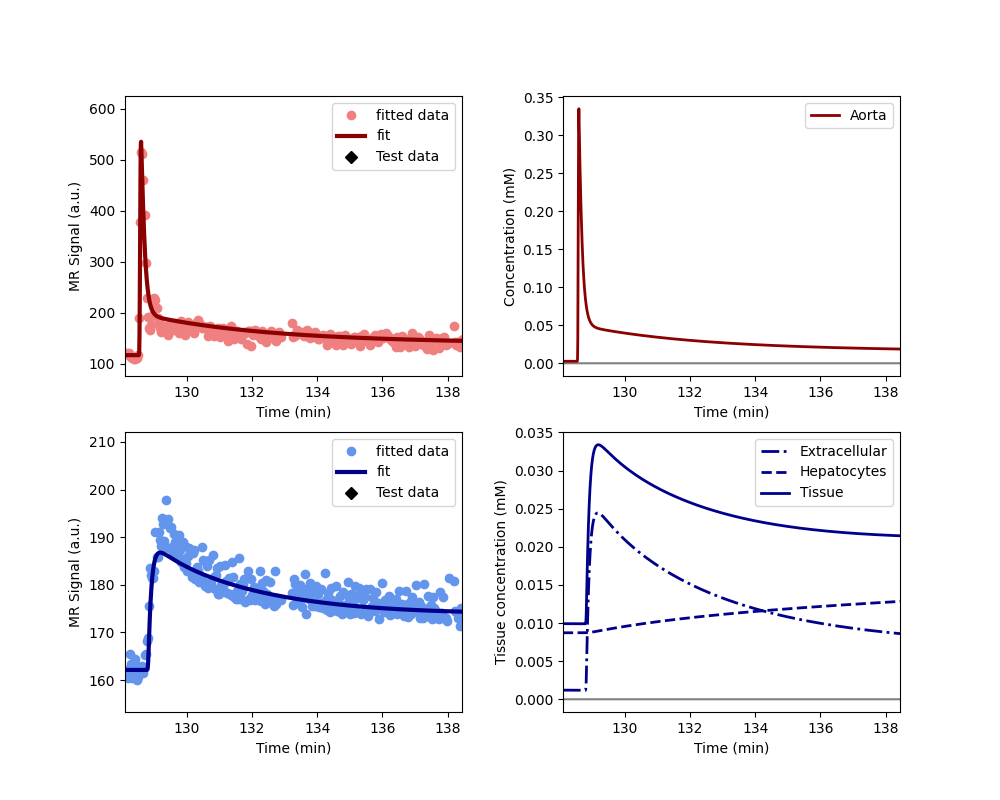 600
500
400
300
200
100
MR Signal (a.u.)
130 132 134 136 138
Time (min)
fitted data
fit
Test data
0.35
0.30
0.25
0.20
0.15
0.10
0.05
0.00
Concentration (mM)
130 132 134 136 138
Time (min)
Aorta
210
200
190
180
170
160
MR Signal (a.u.)
130 132 134 136 138
Time (min)
fitted data
fit
Test data
0.035
0.030
0.025
0.020
0.015
0.010
0.005
0.000
Tissue concentration (mM)
130 132 134 136 138
Time (min)
Extracellular
Hepatocytes
Tissue